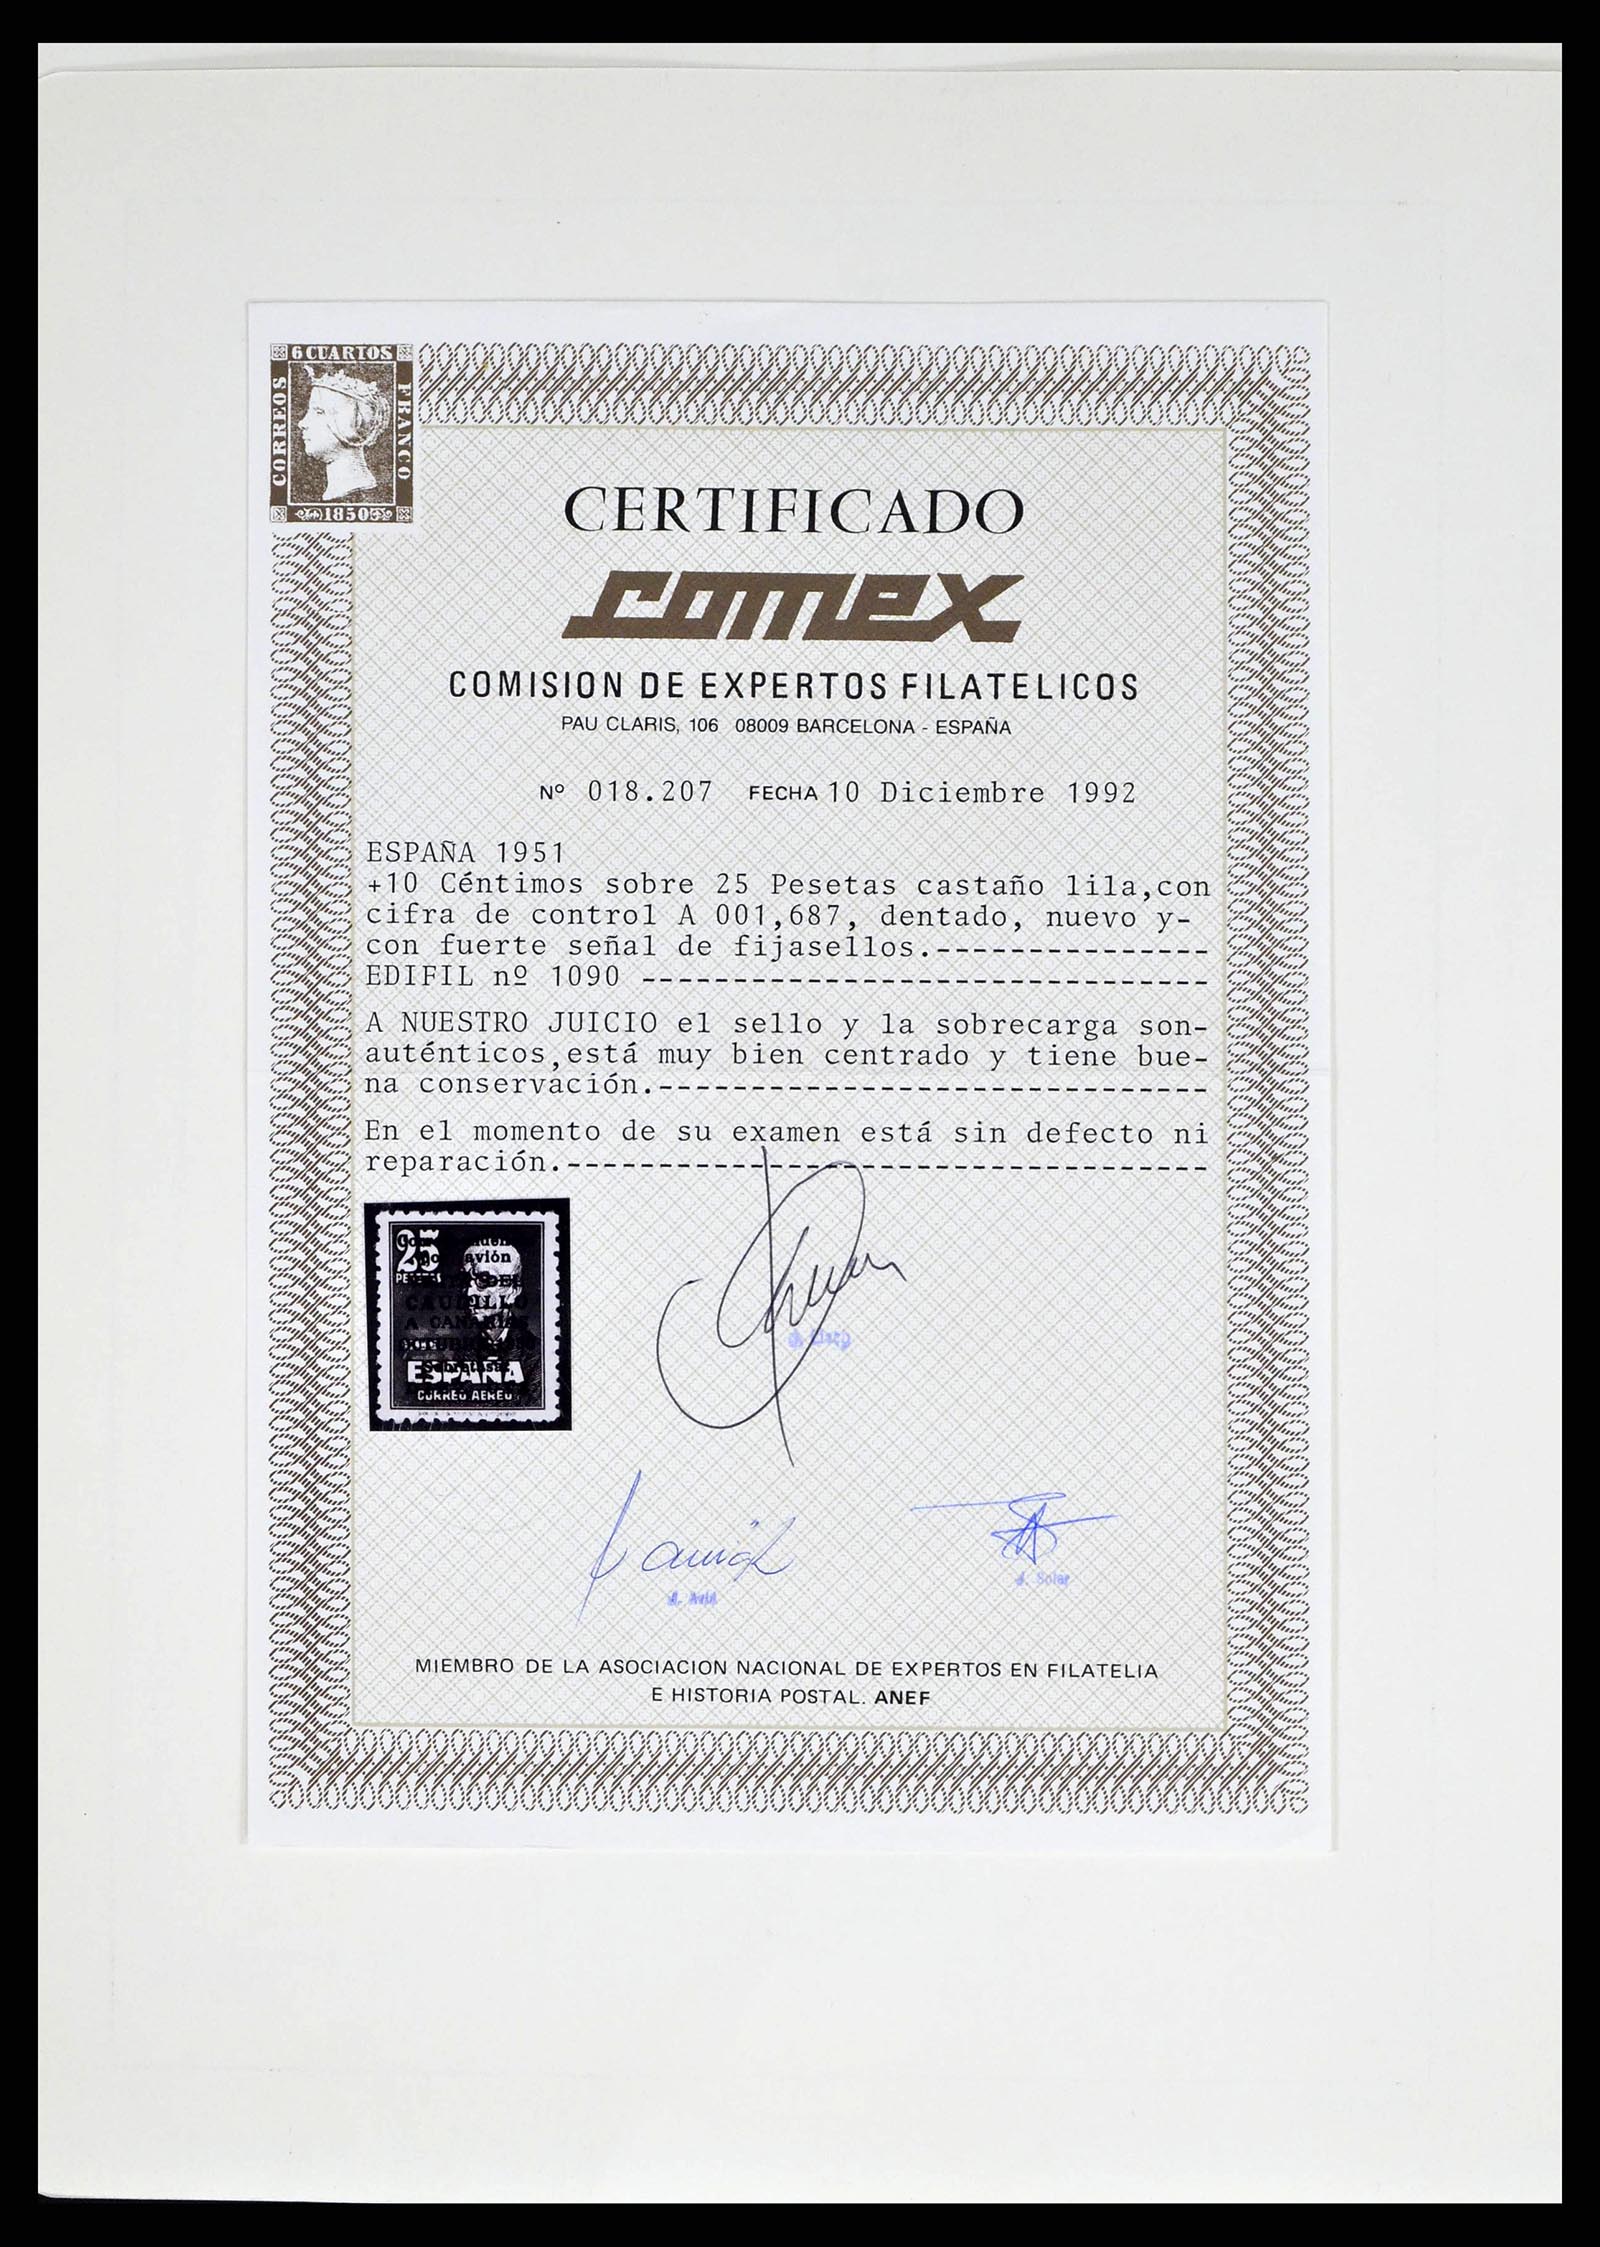 6 CUARTOS
CORREOS
FRANCO
1850
CERTIFICADO
comex
COMISION DE EXPERTOS FILATELICOS
PAU CLARIS, 106 08009 BARCELONA - ESPAÑA
Nº 018.207 FECHA 10 Diciembre 1992
ESPAÑA 1951
+10 Céntimos sobre 25 Pesetas castaño lila,con
cifra de control A 001,687, dentado, nuevo y-
con fuerte señal de fijasellos.---------------
EDIFIL nº 1090 -------------------------------
A NUESTRO JUICIO el sello y la sobrecarga son-
auténticos,está muy bien centrado y tiene bue-
na conservación.------------------------------
En el momento de su examen está sin defecto ni
reparación.-----------------------------------
25
avión
PESETAS
DEL
CAUDILLO
A CANARIAS
ESPAÑA
CORREO AEREO
J. Soler
MIEMBRO DE LA ASOCIACION NACIONAL DE EXPERTOS EN FILATELIA
E HISTORIA POSTAL. ANEF